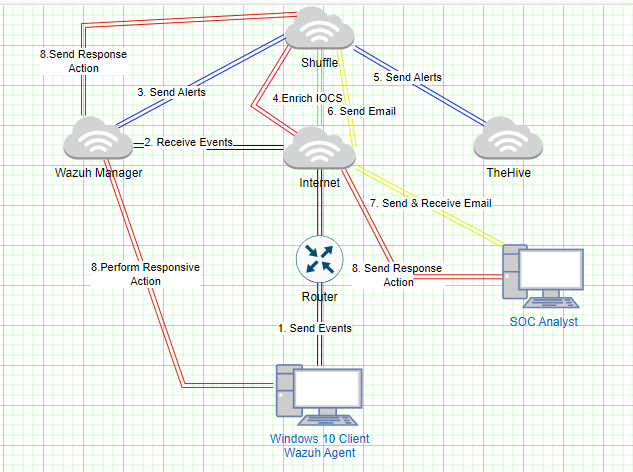 8.Send Response
Action
Shuffle
5. Send Alerts
3. Send Alerts
4.Enrich IOCS
6. Send Email
2. Receive Events
Wazuh Manager
Internet
TheHive
7. Send & Receive Email
8.Perform Responsive
Action
8. Send Response
Action
Router
SOC Analyst
1. Send Events
Windows 10 Client
Wazuh Agent